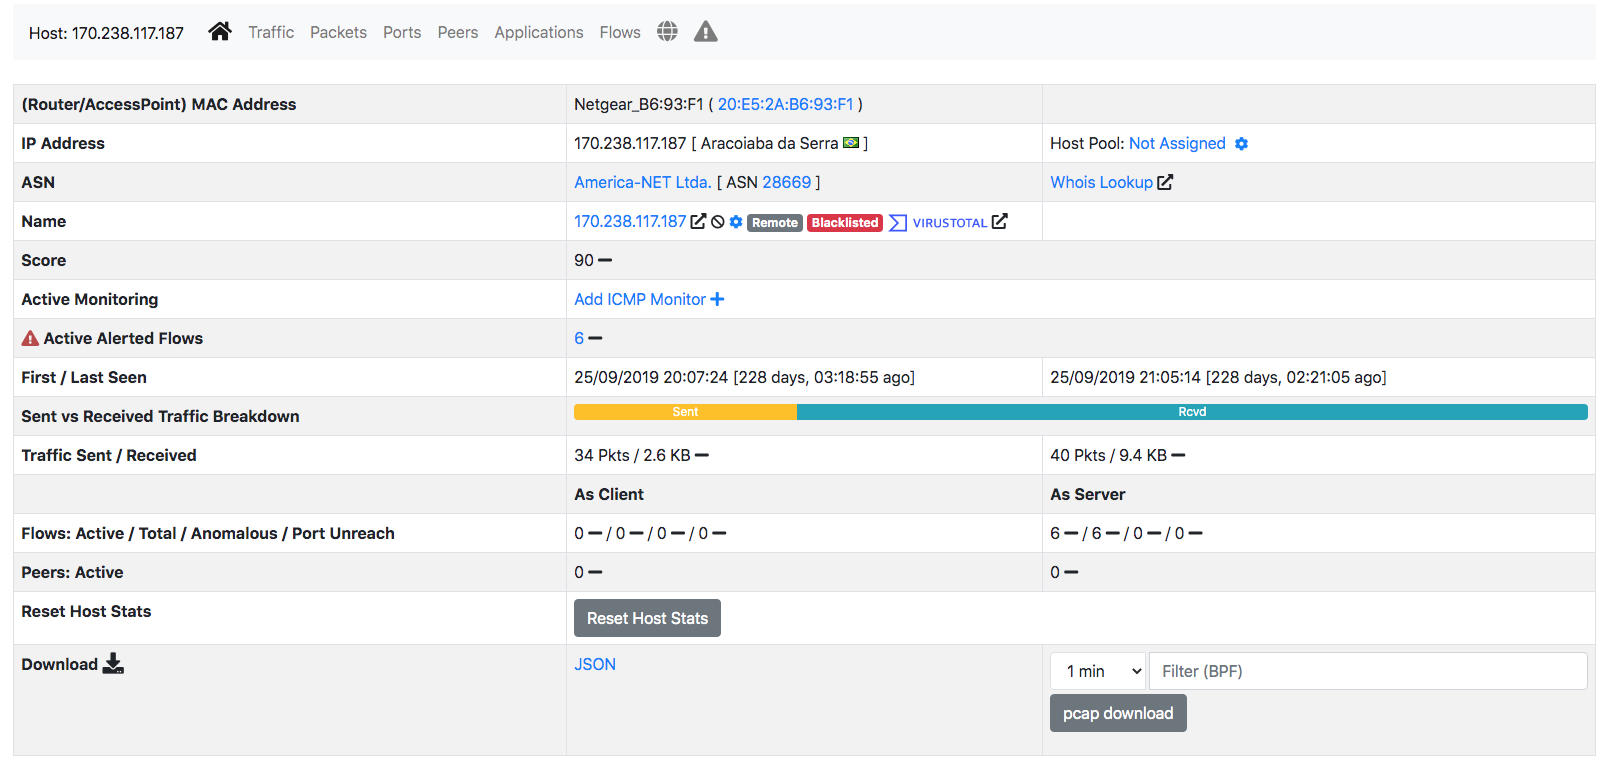 Host: 170.238.117.187 Traffic Packets Ports Peers Applications Flows
(Router/AccessPoint) MAC Address Netgear_B6:93:F1 ( 20:E5:2A:B6:93:F1 )
IP Address 170.238.117.187 [ Aracoiaba da Serra ] Host Pool: Not Assigned
ASN America-NET Ltda. [ ASN 28669 ] Whois Lookup
Name 170.238.117.187 Remote Blacklisted VIRUSTOTAL
Score 90
Active Monitoring Add ICMP Monitor
Active Alerted Flows 6
First / Last Seen 25/09/2019 20:07:24 [228 days, 03:18:55 ago] 25/09/2019 21:05:14 [228 days, 02:21:05 ago]
Sent vs Received Traffic Breakdown Sent Rcvd
Traffic Sent / Received 34 Pkts / 2.6 KB 40 Pkts / 9.4 KB
As Client As Server
Flows: Active / Total / Anomalous / Port Unreach 0 / 0 / 0 / 0 6 / 6 / 0 / 0
Peers: Active 0 0
Reset Host Stats Reset Host Stats
Download JSON 1 min Filter (BPF)
pcap download